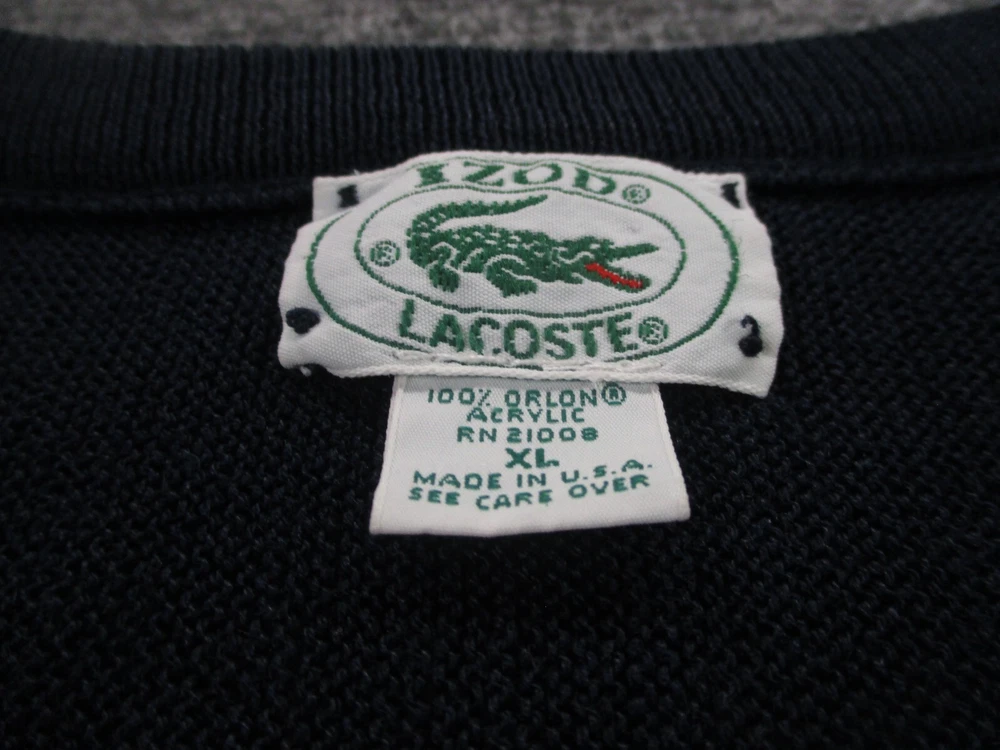 IZOD®
®
LACOSTE®
100% ORLON®
ACRYLIC
RN 21008
XL
MADE IN U.S.A.
SEE CARE OVER